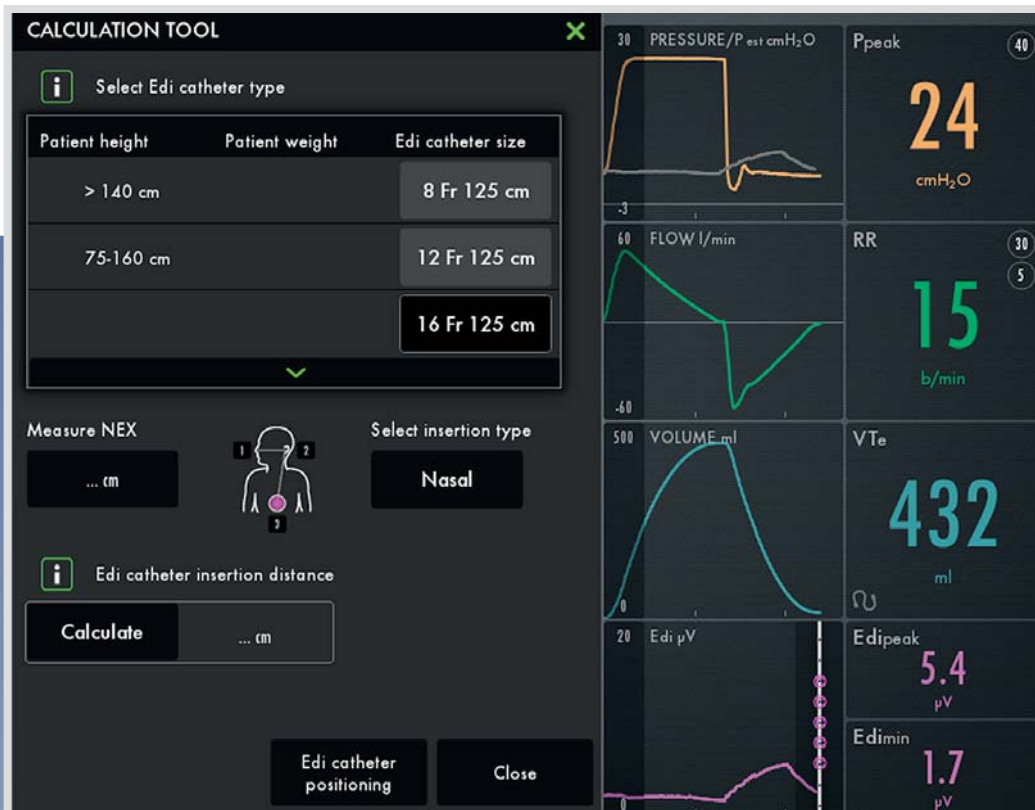 CALCULATION TOOL
i Select Edi catheter type
Patient height Patient weight Edi catheter size
> 140 cm 8 Fr 125 cm
75-160 cm 12 Fr 125 cm
16 Fr 125 cm
Measure NEX
... cm
1 2
3
Select insertion type
Nasal
i Edi catheter insertion distance
Calculate ... cm
Edi catheter
positioning
Close
30 PRESSURE/P est cmH₂O
-3
Ppeak 40
24
cmH₂O
60 FLOW l/min
-60
RR 30
5
15
b/min
500 VOLUME ml
0
VTe
432
ml
20 Edi µV
0
Edipeak
5.4
µV
Edimin
1.7
µV